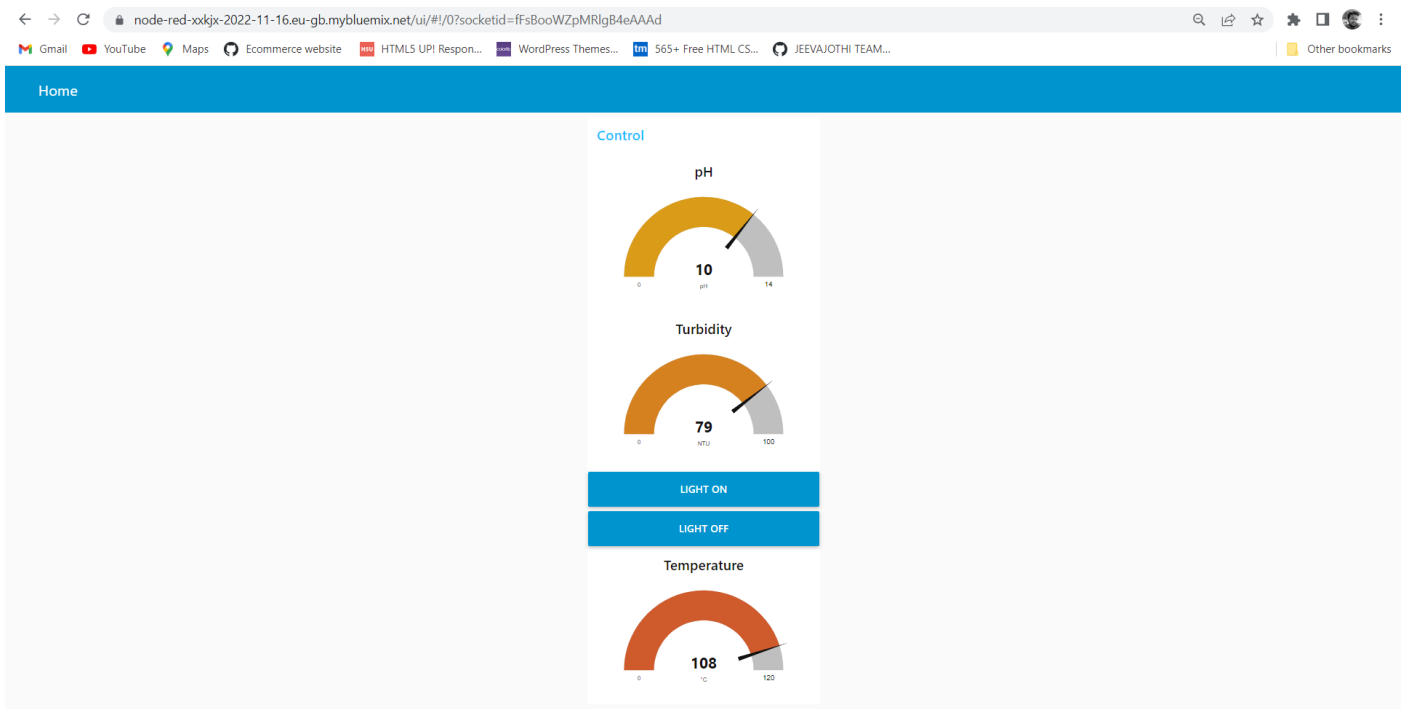 node-red-xxkjx-2022-11-16.eu-gb.mybluemix.net/ui/#!/0?socketid=fFsBooWZpMRlgB4eAAAd
Gmail YouTube Maps Ecommerce website HSU HTML5 UP! Respon... WordPress Themes... tm 565+ Free HTML CS... JEEVAJOTHI TEAM... Other bookmarks
Home
Control
pH
10
0 pH 14
Turbidity
79
0 NTU 100
LIGHT ON
LIGHT OFF
Temperature
108
0 °C 120